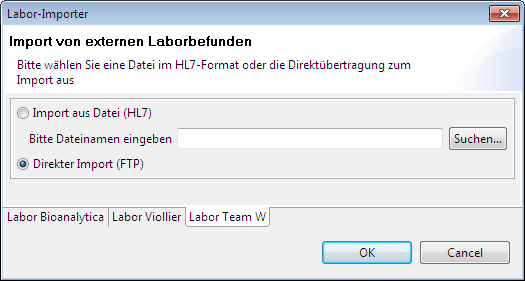 Labor-Importer
Import von externen Laborbefunden
Bitte wählen Sie eine Datei im HL7-Format oder die Direktübertragung zum
Import aus
Import aus Datei (HL7)
Bitte Dateinamen eingeben
Suchen...
Direkter Import (FTP)
Labor Bioanalytica
Labor Viollier
Labor Team W
OK
Cancel